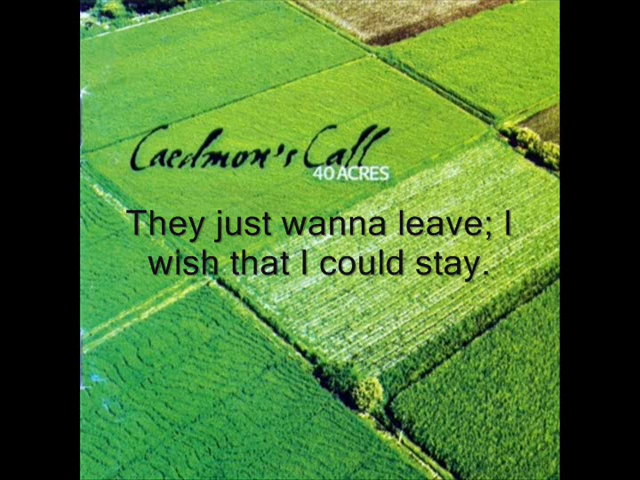 Caedmon's Call
40 ACRES
They just wanna leave; I
wish that I could stay.